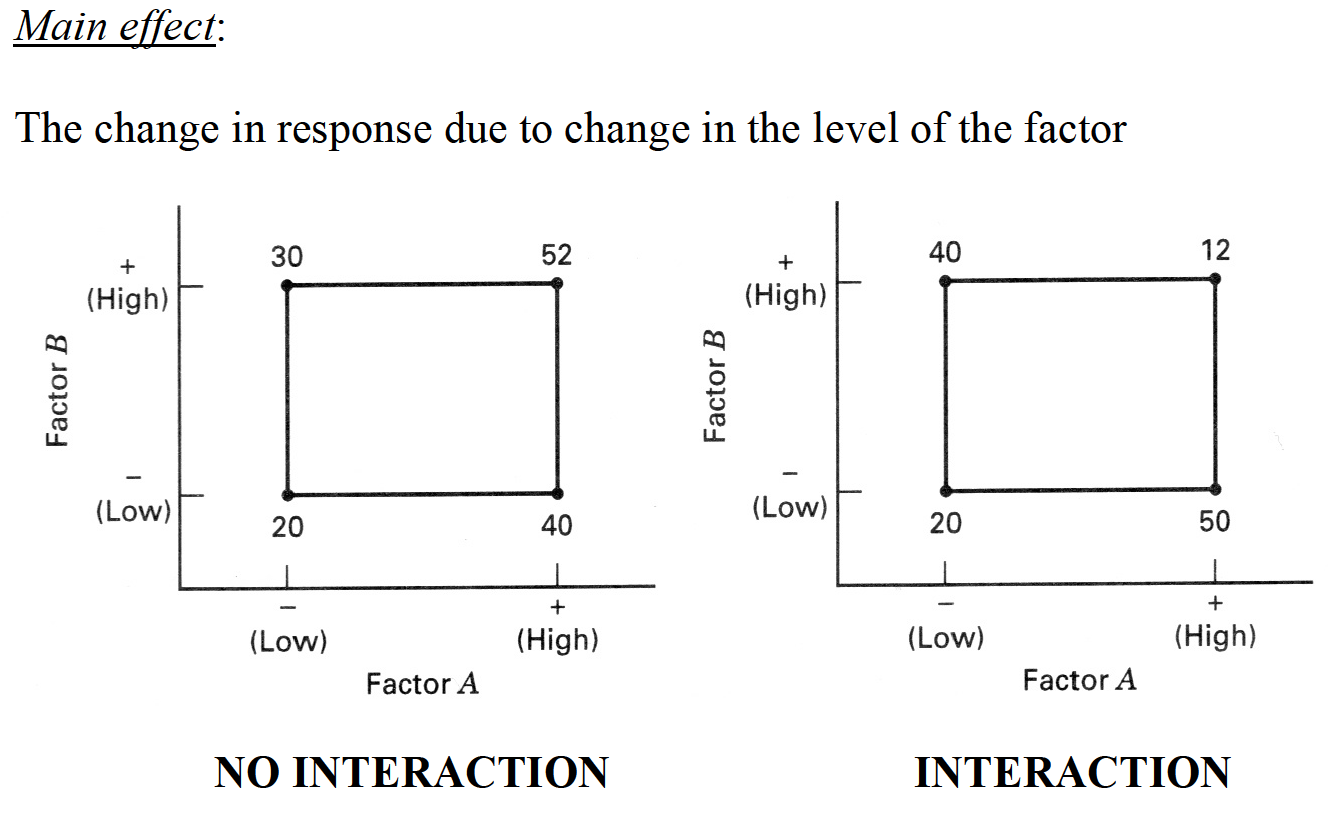 Main effect:
The change in response due to change in the level of the factor
30
52
+
(High)
Factor B
−
(Low)
20
40
−
+
(Low)
(High)
Factor A
NO INTERACTION
40
12
+
(High)
Factor B
−
(Low)
20
50
−
+
(Low)
(High)
Factor A
INTERACTION